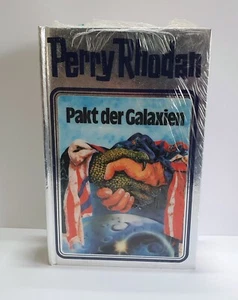 Perry Rhodan
Pakt der Galaxien